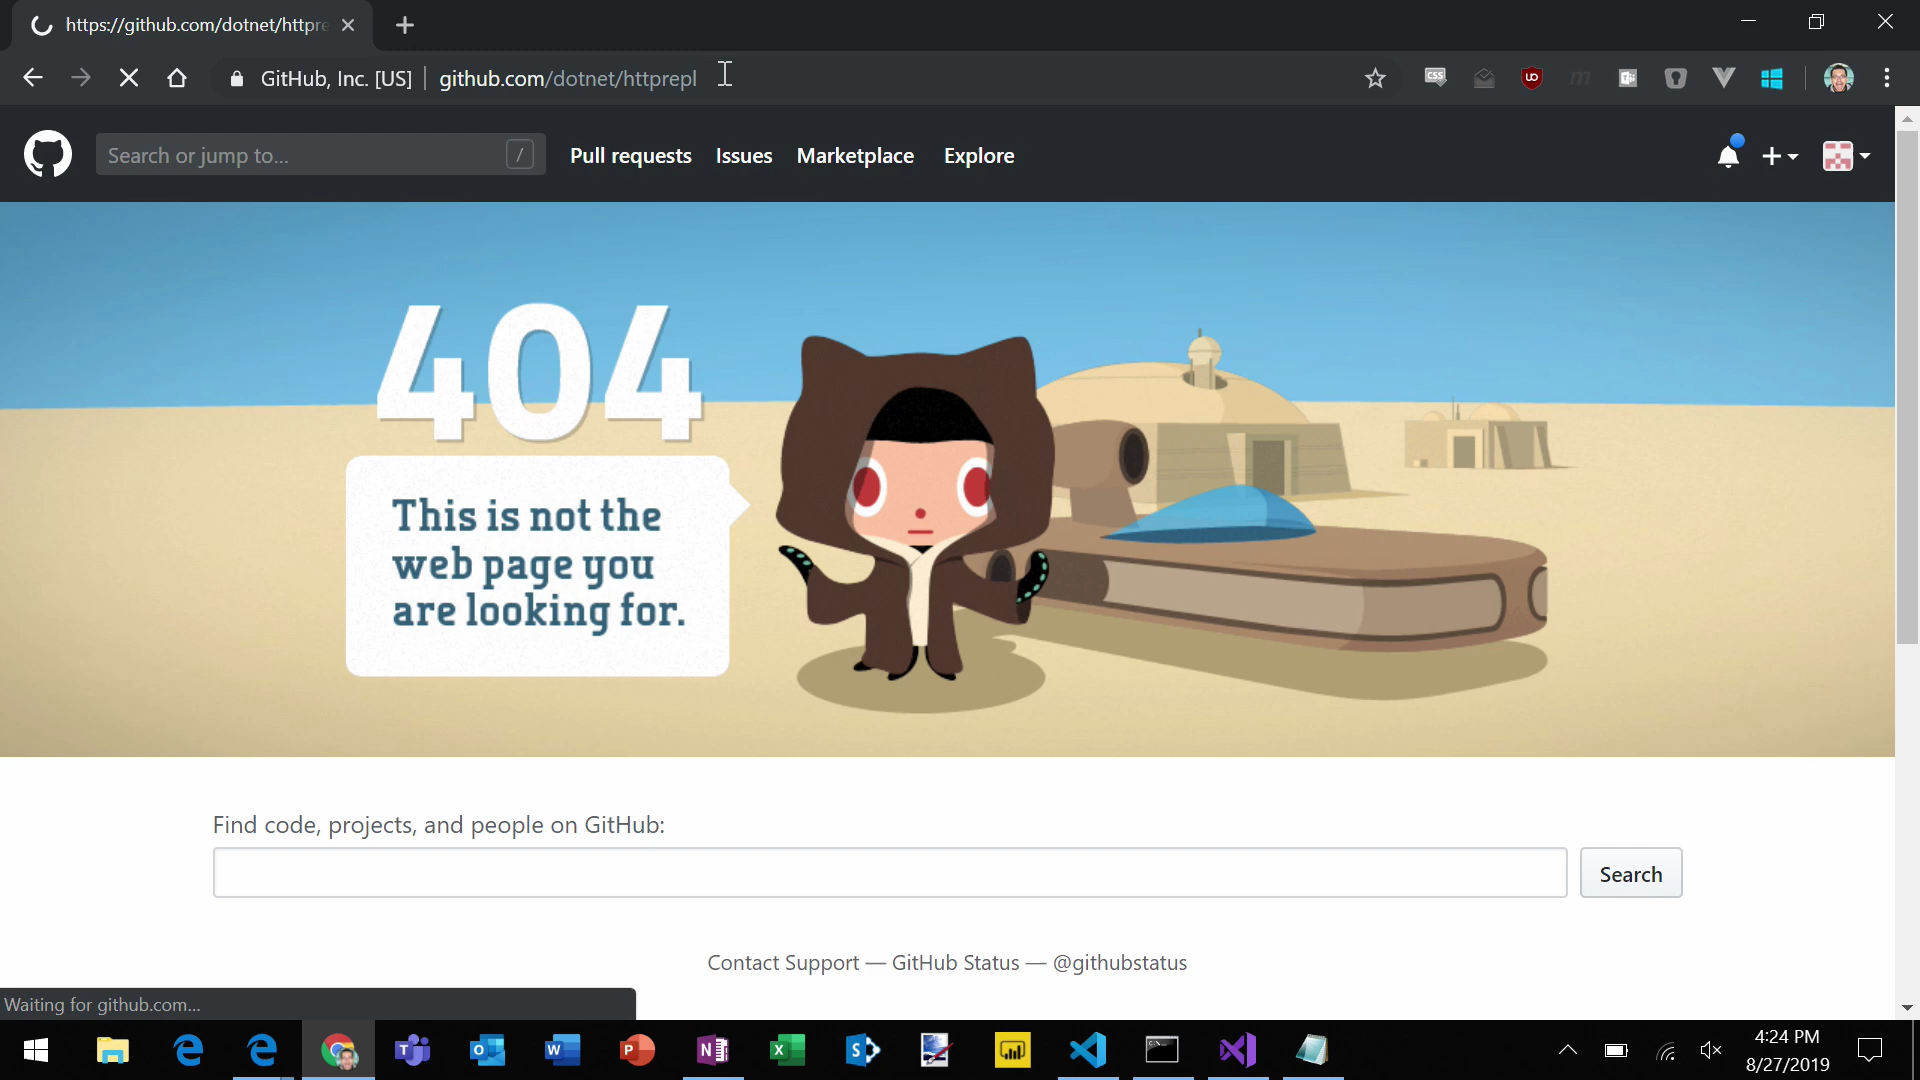 https://github.com/dotnet/httpre
GitHub, Inc. [US] github.com/dotnet/httprepl
Search or jump to... /
Pull requests Issues Marketplace Explore
404
This is not the
web page you
are looking for.
Find code, projects, and people on GitHub:
Search
Contact Support — GitHub Status — @githubstatus
Waiting for github.com...
4:24 PM
8/27/2019